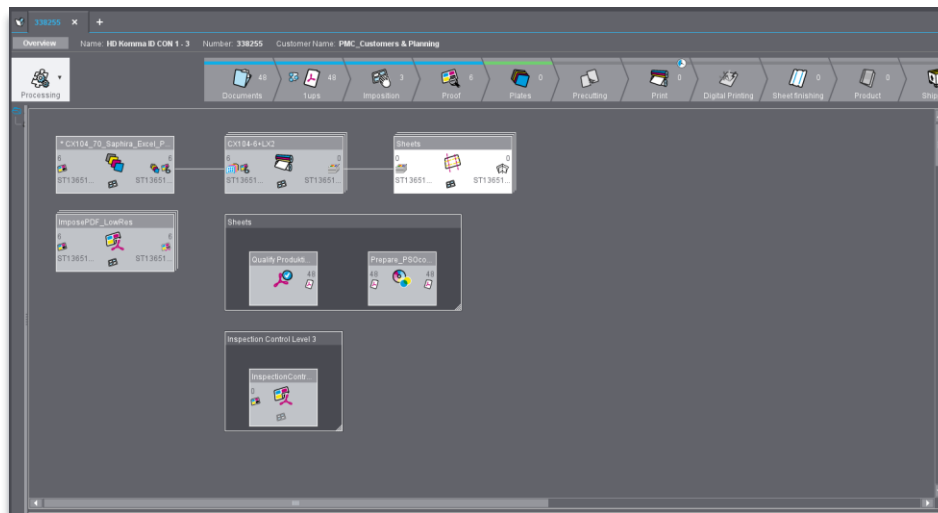 338255
Overview Name: HD Komma ID CON 1 - 3 Number: 338255 Customer Name: PMC_Customers & Planning
Processing
48 48 3 6 0 0 0 0
Documents 1ups Imposition Proof Plates Precutting Print Digital Printing Sheet finishing Product Ship
* CX104_70_Saphira_Excel_P... CX104-6+LX2 Sheets
6 6 6 0 0 0
ST13651... ST13651... ST13651... ST13651... ST13651... ST13651...
ImposePDF_LowRes Sheets
6 6
ST13651... ST13651...
Qualify Produkti... Prepare_PSOco...
48 48 48
Inspection Control Level 3
InspectionContr...
0